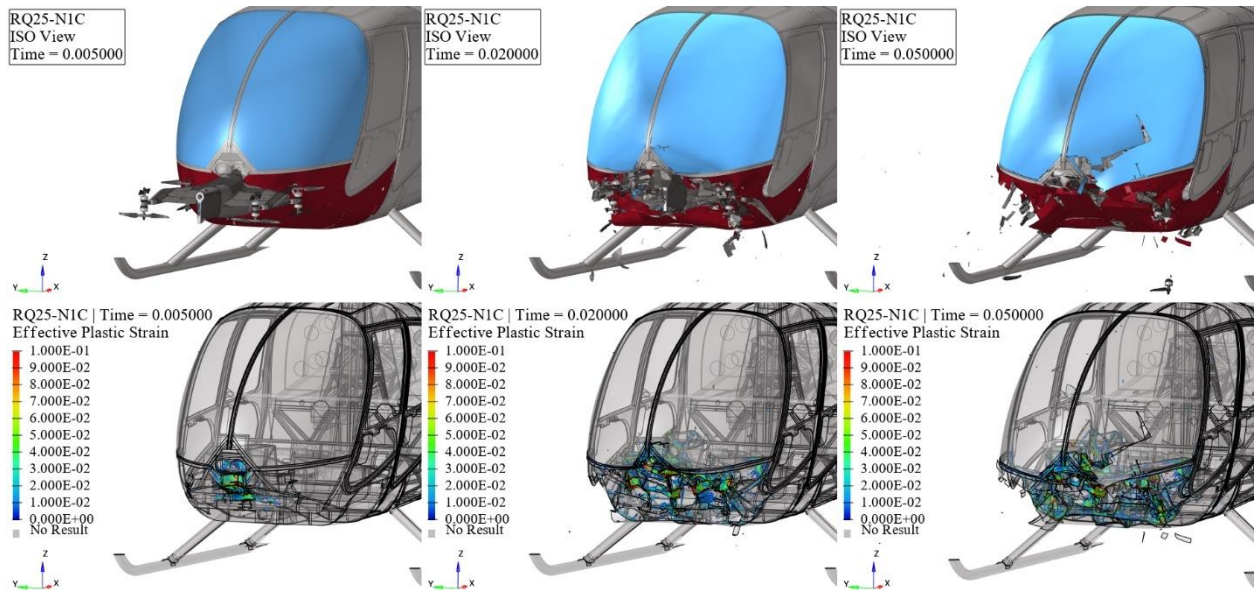 RQ25-N1C
ISO View
Time = 0.005000
Z
Y
X
RQ25-N1C
ISO View
Time = 0.020000
Z
Y
X
RQ25-N1C
ISO View
Time = 0.050000
Z
Y
X
RQ25-N1C | Time = 0.005000
Effective Plastic Strain
1.000E-01
9.000E-02
8.000E-02
7.000E-02
6.000E-02
5.000E-02
4.000E-02
3.000E-02
2.000E-02
1.000E-02
0.000E+00
No Result
Z
Y
X
RQ25-N1C | Time = 0.020000
Effective Plastic Strain
1.000E-01
9.000E-02
8.000E-02
7.000E-02
6.000E-02
5.000E-02
4.000E-02
3.000E-02
2.000E-02
1.000E-02
0.000E+00
No Result
Z
Y
X
RQ25-N1C | Time = 0.050000
Effective Plastic Strain
1.000E-01
9.000E-02
8.000E-02
7.000E-02
6.000E-02
5.000E-02
4.000E-02
3.000E-02
2.000E-02
1.000E-02
0.000E+00
No Result
Z
Y
X